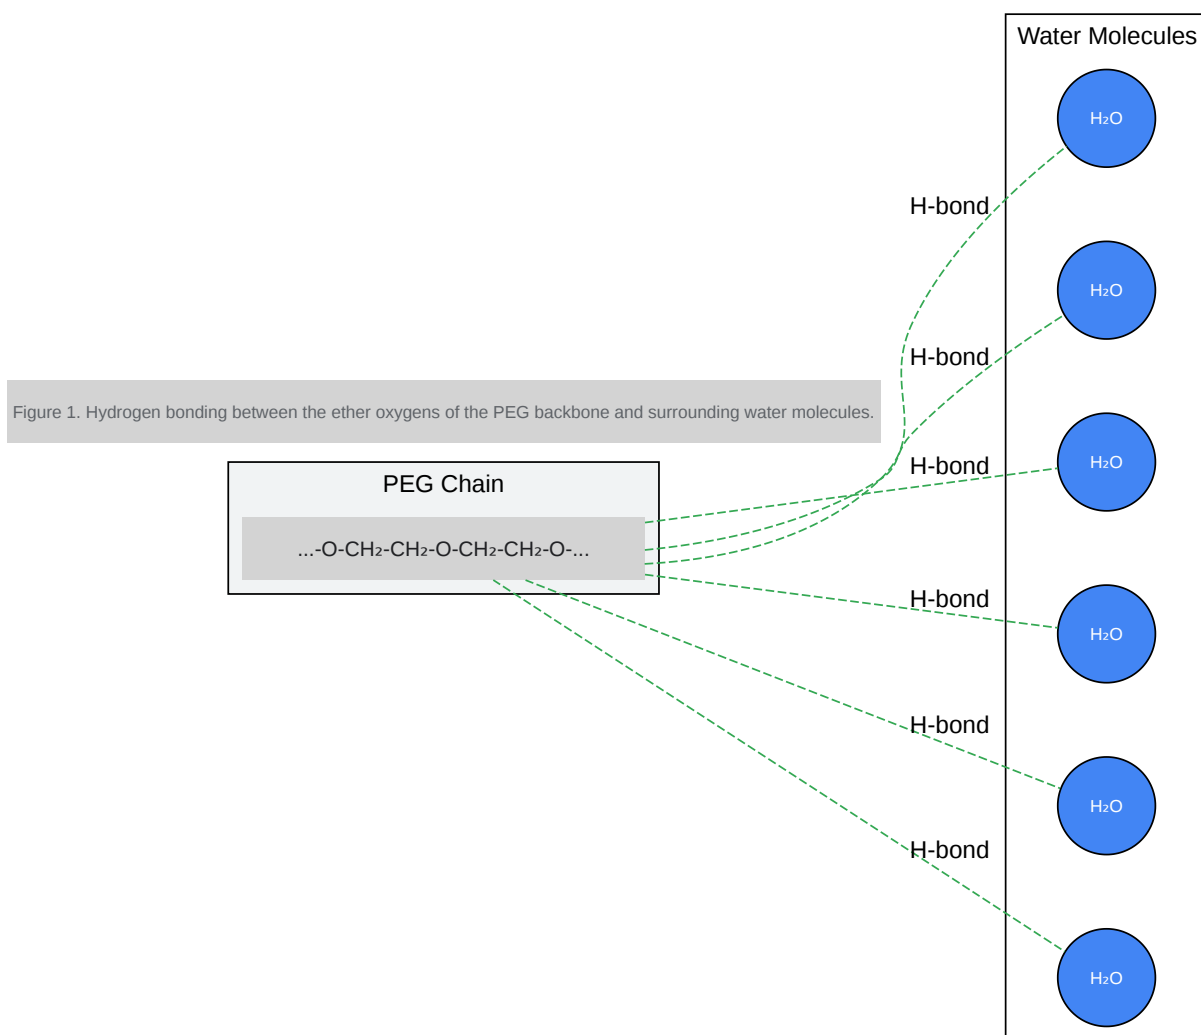 Water Molecules
H₂O
H-bond
H₂O
H-bond
Figure 1. Hydrogen bonding between the ether oxygens of the PEG backbone and surrounding water molecules.
H₂O
H-bond
PEG Chain
...-O-CH₂-CH₂-O-CH₂-CH₂-O-...
H-bond
H₂O
H-bond
H₂O
H-bond
H₂O